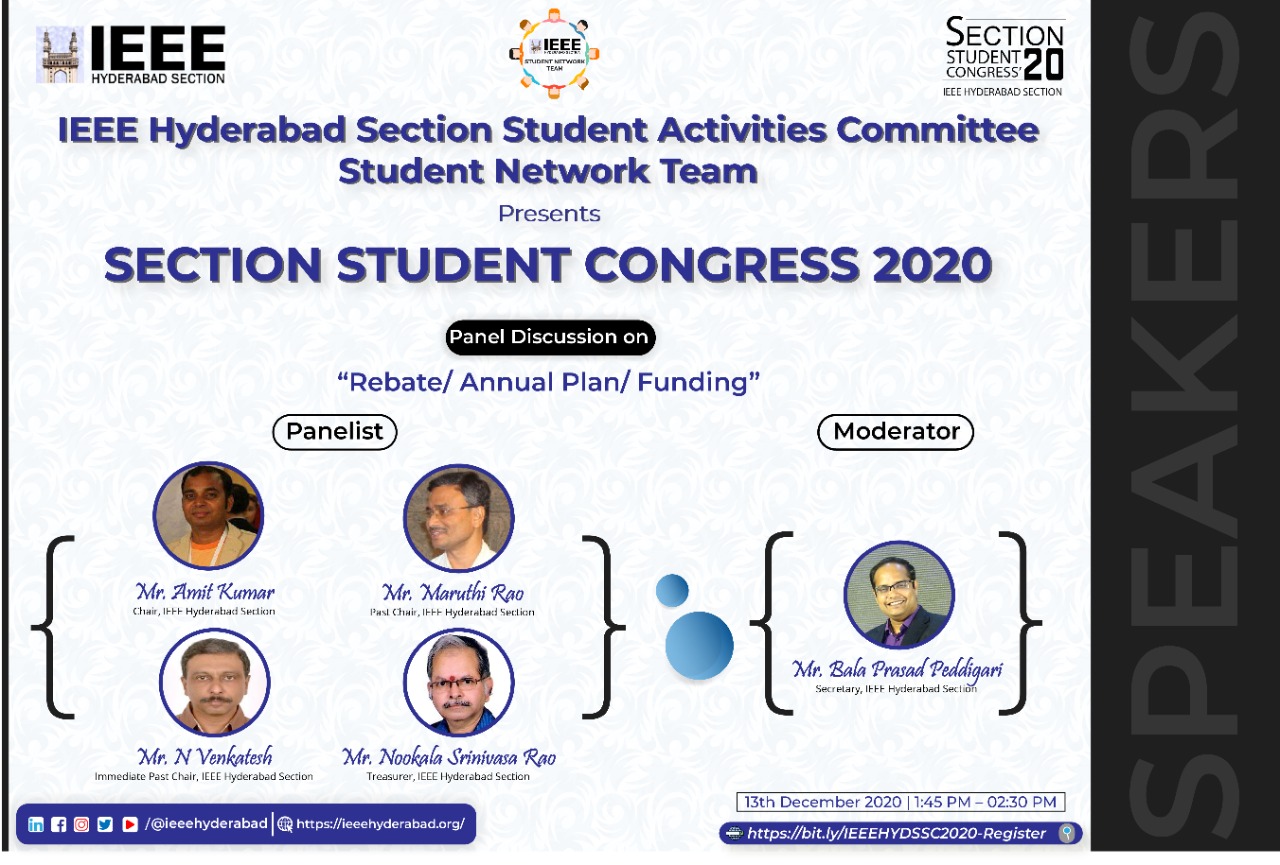 IEEE
HYDERABAD SECTION
IEEE
HYDERABAD SECTION
STUDENT NETWORK
TEAM
SECTION
STUDENT
CONGRESS'20
IEEE HYDERABAD SECTION
IEEE Hyderabad Section Student Activities Committee
Student Network Team
Presents
SECTION STUDENT CONGRESS 2020
Panel Discussion on
“Rebate/ Annual Plan/ Funding”
Panelist
Moderator
Mr. Amit Kumar
Chair, IEEE Hyderabad Section
Mr. Maruthi Rao
Past Chair, IEEE Hyderabad Section
Mr. N Venkatesh
Immediate Past Chair, IEEE Hyderabad Section
Mr. Nookala Srinivasa Rao
Treasurer, IEEE Hyderabad Section
Mr. Bala Prasad Peddigari
Secretary, IEEE Hyderabad Section
13th December 2020 | 1:45 PM – 02:30 PM
/@ieeehyderabad | https://ieeehyderabad.org/
https://bit.ly/IEEEHYDSSC2020-Register
SPEAKERS